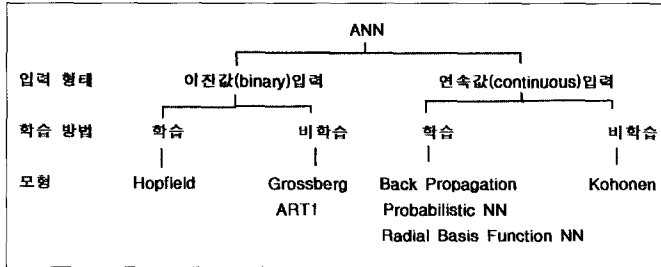 ANN
입력 형태 이진값(binary)입력 연속값(continuous)입력
학습 방법 학습 비학습 학습 비학습
모형 Hopfield Grossberg Back Propagation Kohonen
ART1 Probabilistic NN
Radial Basis Function NN